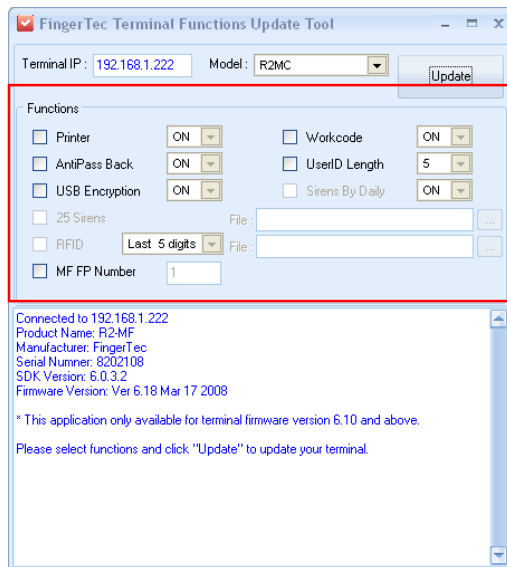 FingerTec Terminal Functions Update Tool
Terminal IP : 192.168.1.222 Model : R2MC Update
Functions
Printer ON Workcode ON
AntiPass Back ON UserID Length 5
USB Encryption ON Sirens By Daily ON
25 Sirens File : ...
RFID Last 5 digits File : ...
MF FP Number 1
Connected to 192.168.1.222
Product Name: R2-MF
Manufacturer: FingerTec
Serial Numner: 8202108
SDK Version: 6.0.3.2
Firmware Version: Ver 6.18 Mar 17 2008
* This application only available for terminal firmware version 6.10 and above.
Please select functions and click "Update" to update your terminal.